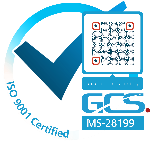 ISO 9001 Certified
GCS.
MS-28199